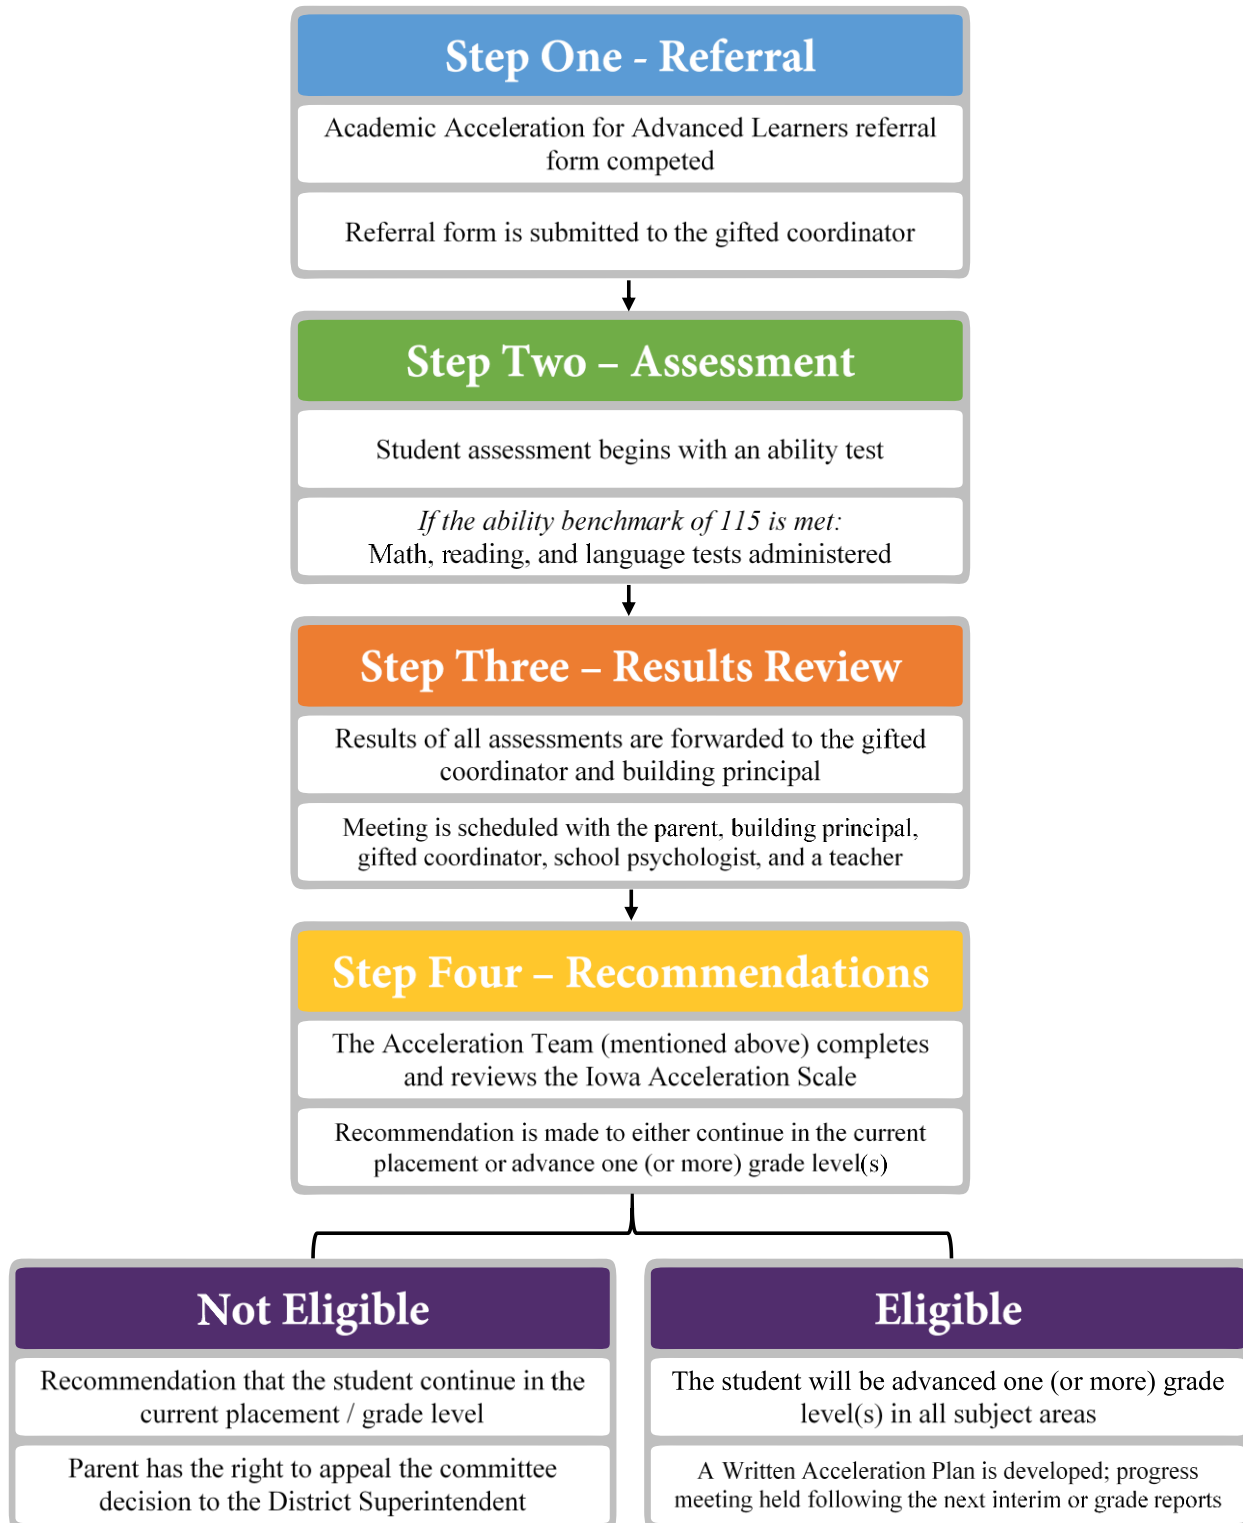 Step One - Referral
Academic Acceleration for Advanced Learners referral
form competed
Referral form is submitted to the gifted coordinator
Step Two – Assessment
Student assessment begins with an ability test
If the ability benchmark of 115 is met:
Math, reading, and language tests administered
Step Three – Results Review
Results of all assessments are forwarded to the gifted
coordinator and building principal
Meeting is scheduled with the parent, building principal,
gifted coordinator, school psychologist, and a teacher
Step Four – Recommendations
The Acceleration Team (mentioned above) completes
and reviews the Iowa Acceleration Scale
Recommendation is made to either continue in the current
placement or advance one (or more) grade level(s)
Not Eligible
Recommendation that the student continue in the
current placement / grade level
Parent has the right to appeal the committee
decision to the District Superintendent
Eligible
The student will be advanced one (or more) grade
level(s) in all subject areas
A Written Acceleration Plan is developed; progress
meeting held following the next interim or grade reports